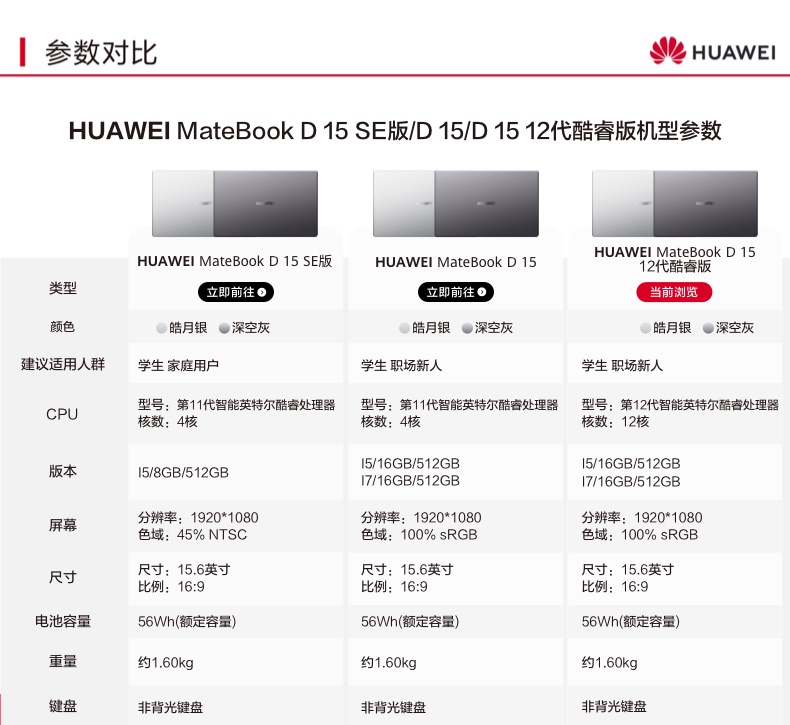 参数对比
HUAWEI
HUAWEI MateBook D 15 SE版/D 15/D 15 12代酷睿版机型参数
类型
HUAWEI MateBook D 15 SE版
立即前往
HUAWEI MateBook D 15
立即前往
HUAWEI MateBook D 15
12代酷睿版
当前浏览
颜色
皓月银 深空灰
皓月银 深空灰
皓月银 深空灰
建议适用人群
学生 家庭用户
学生 职场新人
学生 职场新人
CPU
型号：第11代智能英特尔酷睿处理器
核数：4核
型号：第11代智能英特尔酷睿处理器
核数：4核
型号：第12代智能英特尔酷睿处理器
核数：12核
版本
I5/8GB/512GB
I5/16GB/512GB
I7/16GB/512GB
I5/16GB/512GB
I7/16GB/512GB
屏幕
分辨率：1920*1080
色域：45% NTSC
分辨率：1920*1080
色域：100% sRGB
分辨率：1920*1080
色域：100% sRGB
尺寸
尺寸：15.6英寸
比例：16:9
尺寸：15.6英寸
比例：16:9
尺寸：15.6英寸
比例：16:9
电池容量
56Wh(额定容量)
56Wh(额定容量)
56Wh(额定容量)
重量
约1.60kg
约1.60kg
约1.60kg
键盘
非背光键盘
非背光键盘
非背光键盘